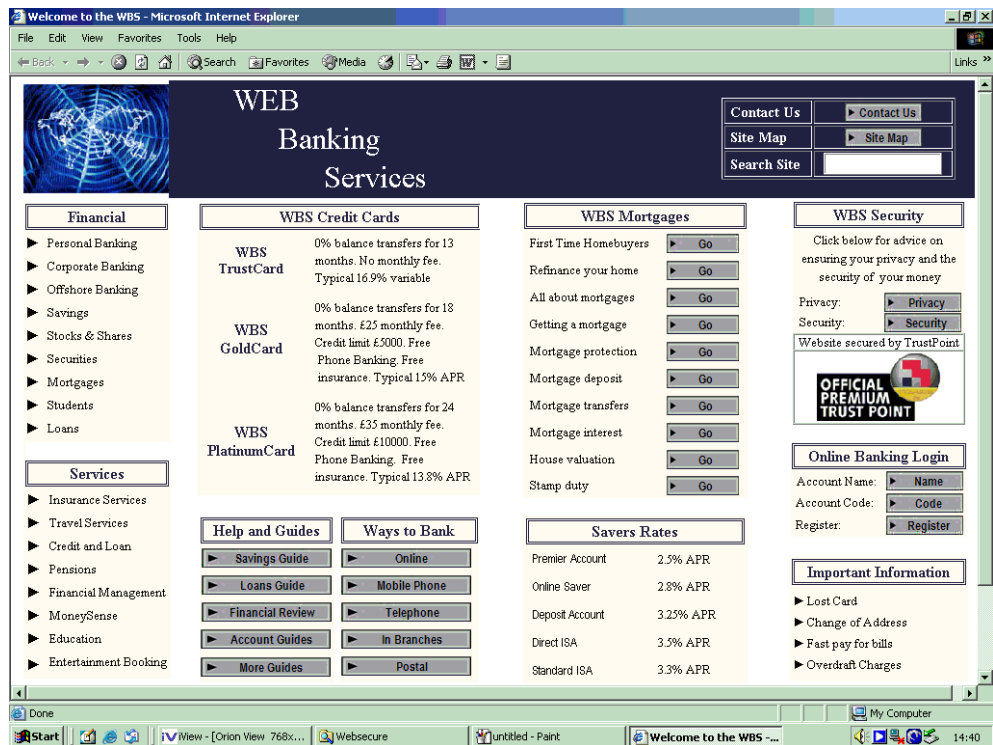 Welcome to the WBS - Microsoft Internet Explorer
File Edit View Favorites Tools Help
Back Search Favorites Media Links »
WEB
Banking
Services
Contact Us Contact Us
Site Map Site Map
Search Site
Financial
Personal Banking
Corporate Banking
Offshore Banking
Savings
Stocks & Shares
Securities
Mortgages
Students
Loans
Services
Insurance Services
Travel Services
Credit and Loan
Pensions
Financial Management
MoneySense
Education
Entertainment Booking
WBS Credit Cards
WBS
TrustCard
0% balance transfers for 13
months. No monthly fee.
Typical 16.9% variable
WBS
GoldCard
0% balance transfers for 18
months. £25 monthly fee.
Credit limit £5000. Free
Phone Banking. Free
insurance. Typical 15% APR
WBS
PlatinumCard
0% balance transfers for 24
months. £35 monthly fee.
Credit limit £10000. Free
Phone Banking. Free
insurance. Typical 13.8% APR
Help and Guides
Savings Guide
Loans Guide
Financial Review
Account Guides
More Guides
Ways to Bank
Online
Mobile Phone
Telephone
In Branches
Postal
WBS Mortgages
First Time Homebuyers Go
Refinance your home Go
All about mortgages Go
Getting a mortgage Go
Mortgage protection Go
Mortgage deposit Go
Mortgage transfers Go
Mortgage interest Go
House valuation Go
Stamp duty Go
Savers Rates
Premier Account 2.5% APR
Online Saver 2.8% APR
Deposit Account 3.25% APR
Direct ISA 3.5% APR
Standard ISA 3.3% APR
WBS Security
Click below for advice on
ensuring your privacy and the
security of your money
Privacy: Privacy
Security: Security
Website secured by TrustPoint
OFFICIAL
PREMIUM
TRUST POINT
Online Banking Login
Account Name: Name
Account Code: Code
Register: Register
Important Information
Lost Card
Change of Address
Fast pay for bills
Overdraft Charges
Done My Computer
Start iView - [Orion View 768x... Websecure untitled - Paint Welcome to the WBS -... 14:40